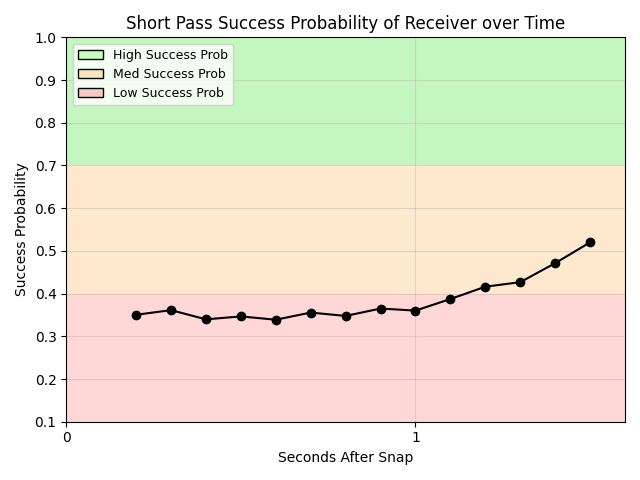 Short Pass Success Probability of Receiver over Time
High Success Prob
Med Success Prob
Low Success Prob
Success Probability
1.0
0.9
0.8
0.7
0.6
0.5
0.4
0.3
0.2
0.1
0
1
Seconds After Snap